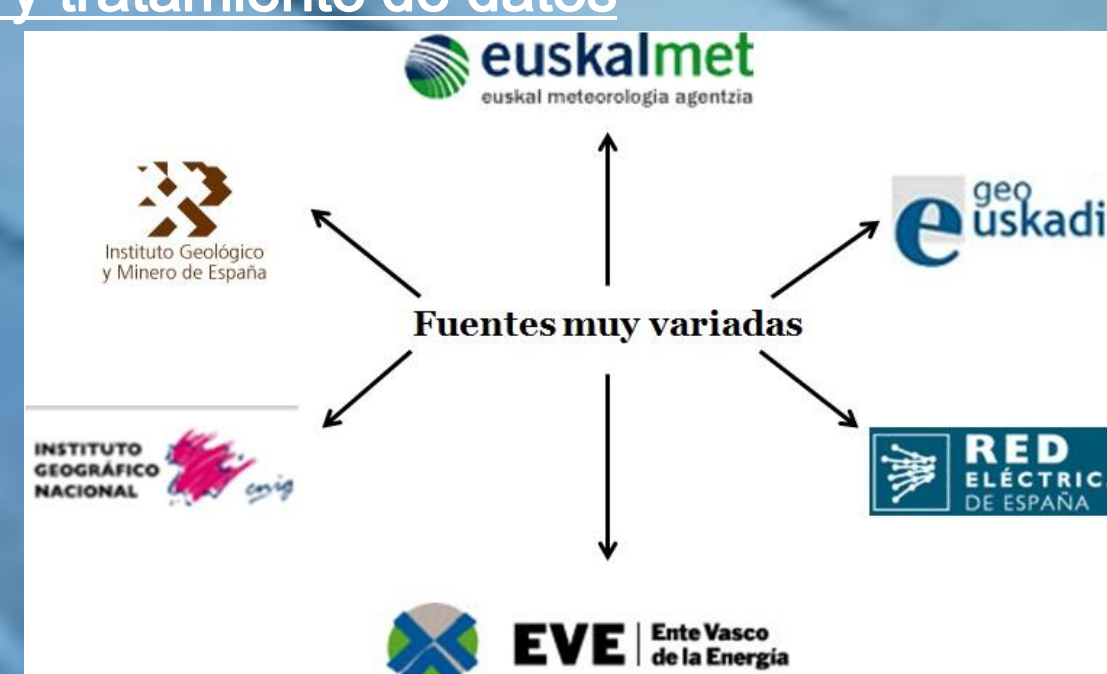 y tratamiento de datos
euskalmet
euskal meteorologia agentzia
Instituto Geológico
y Minero de España
geo
euskadi
Fuentes muy variadas
INSTITUTO
GEOGRÁFICO
NACIONAL
cnig
RED
ELÉCTRIC
DE ESPAÑA
EVE
Ente Vasco
de la Energía